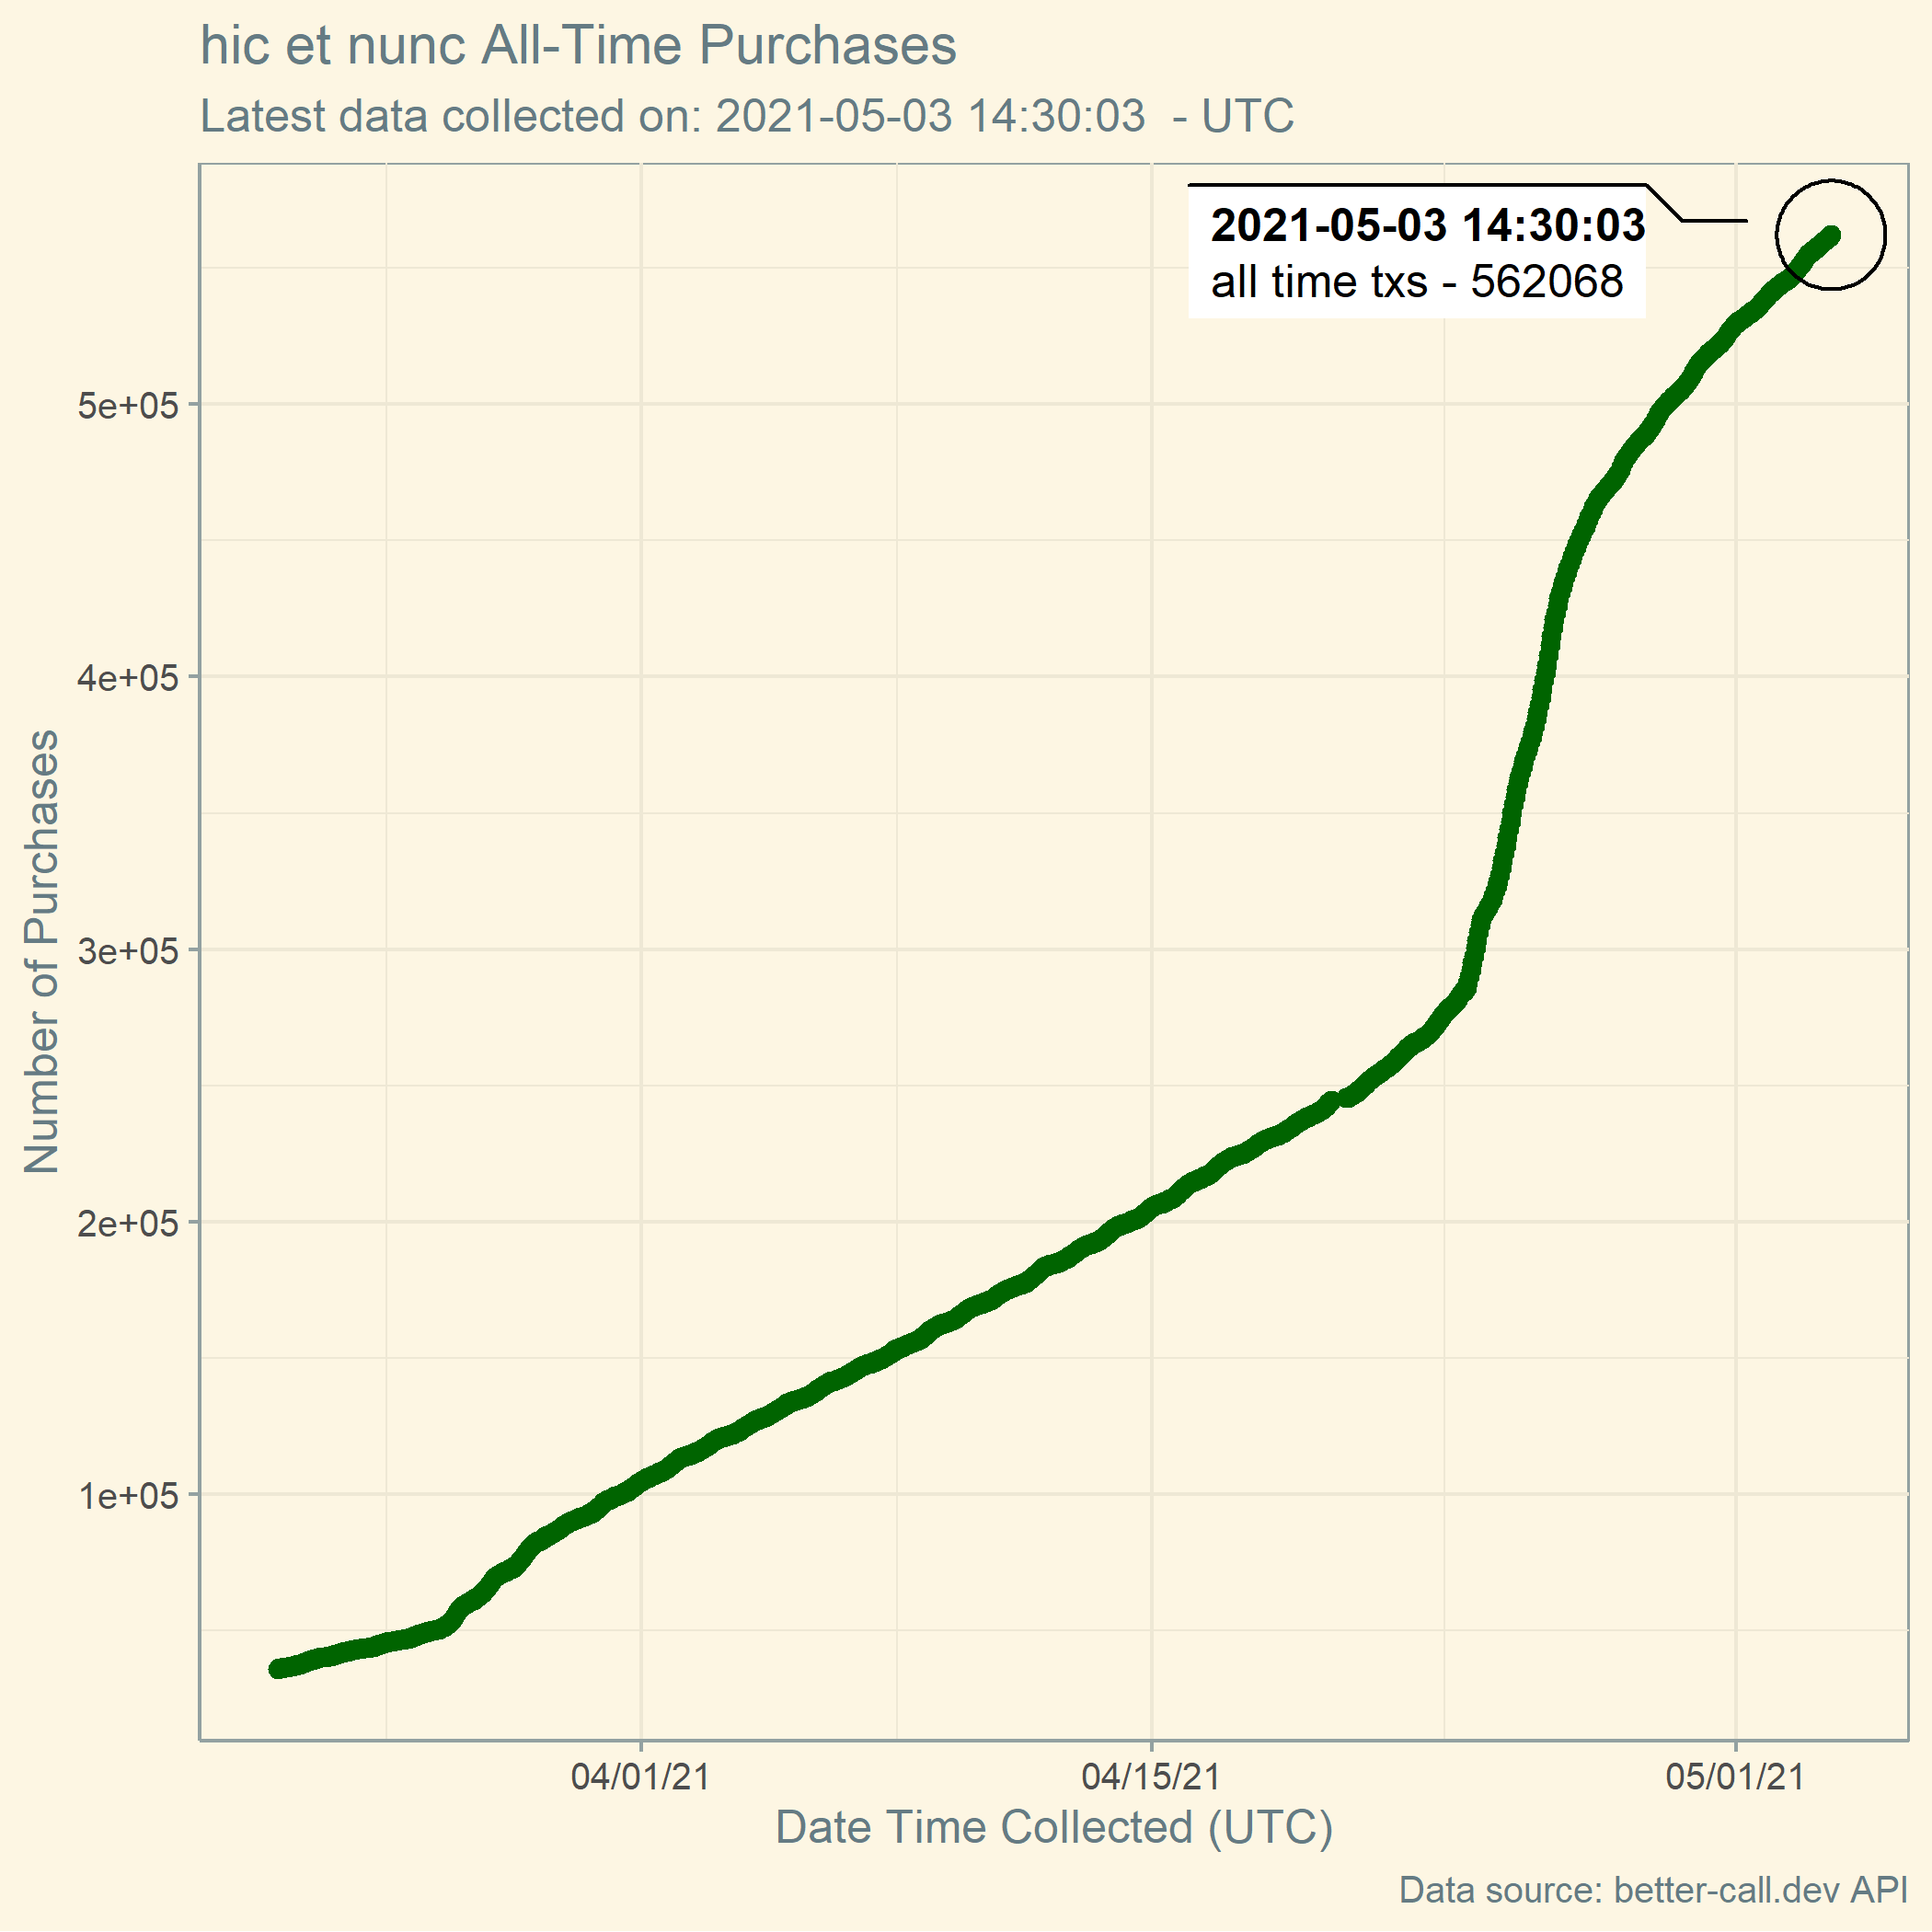 hic et nunc All-Time Purchases
Latest data collected on: 2021-05-03 14:30:03  - UTC
2021-05-03 14:30:03
all time txs - 562068
Number of Purchases
5e+05
4e+05
3e+05
2e+05
1e+05
04/01/21
04/15/21
05/01/21
Date Time Collected (UTC)
Data source: better-call.dev API